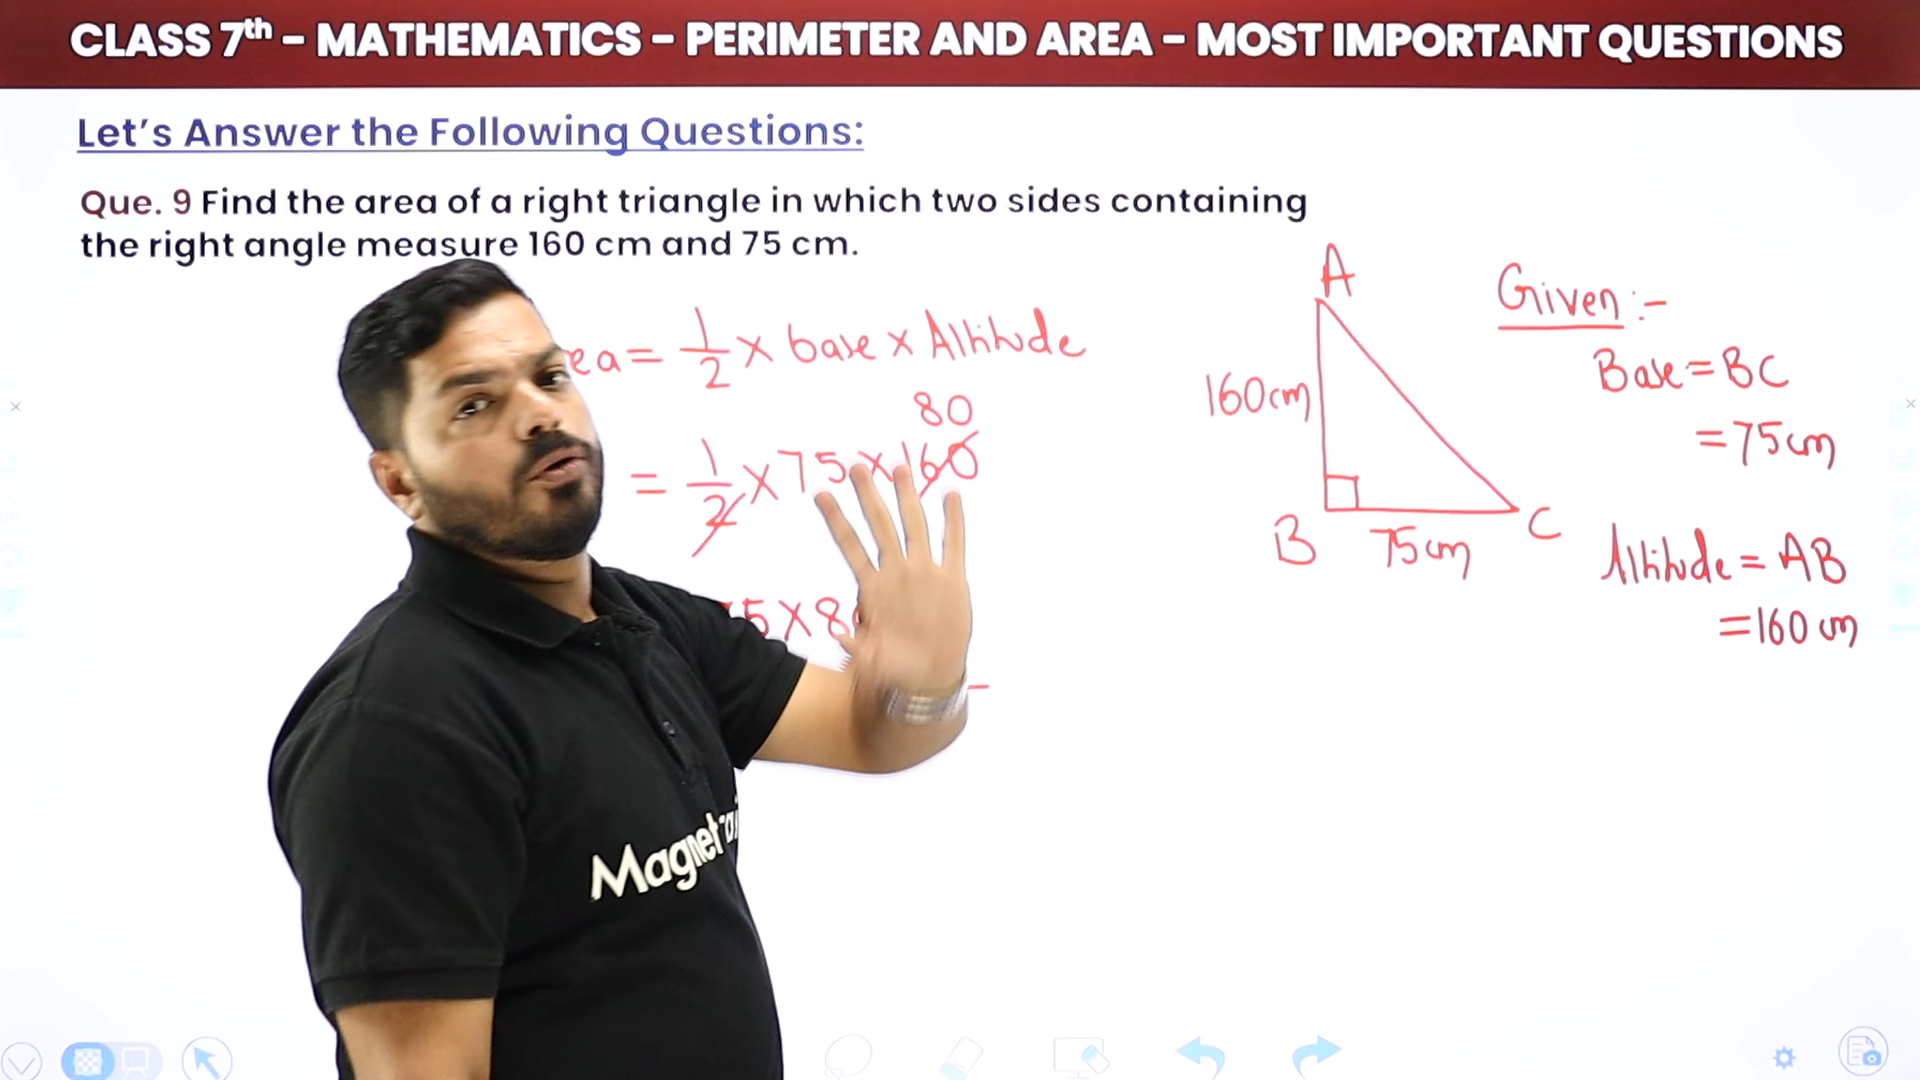 CLASS 7th – MATHEMATICS – PERIMETER AND AREA – MOST IMPORTANT QUESTIONS
Let's Answer the Following Questions:
Que. 9 Find the area of a right triangle in which two sides containing
the right angle measure 160 cm and 75 cm.
ea = 1/2 × base × Altitude
80
= 1/2 × 75 × 160
5 × 8
A
160cm
B
75cm
C
Given :-
Base = BC
= 75cm
Altitude = AB
= 160 cm
Magnet